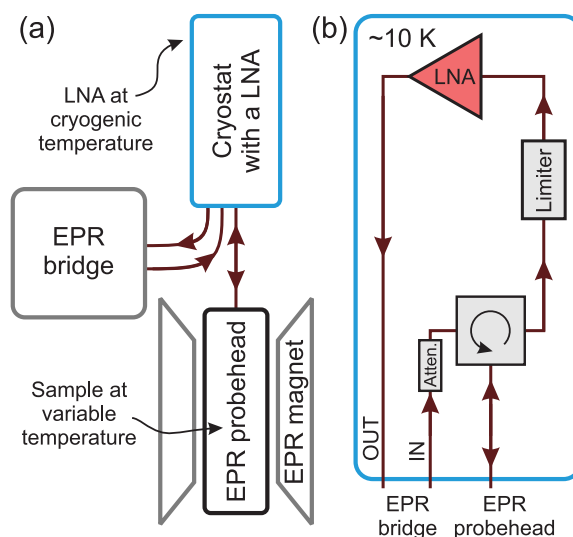 (a)
LNA at
cryogenic
temperature
Cryostat
with a LNA
EPR
bridge
Sample at
variable
temperature
EPR probehead
EPR magnet
(b)
~10 K
LNA
Limiter
Atten.
OUT
IN
EPR
bridge
EPR
probehead